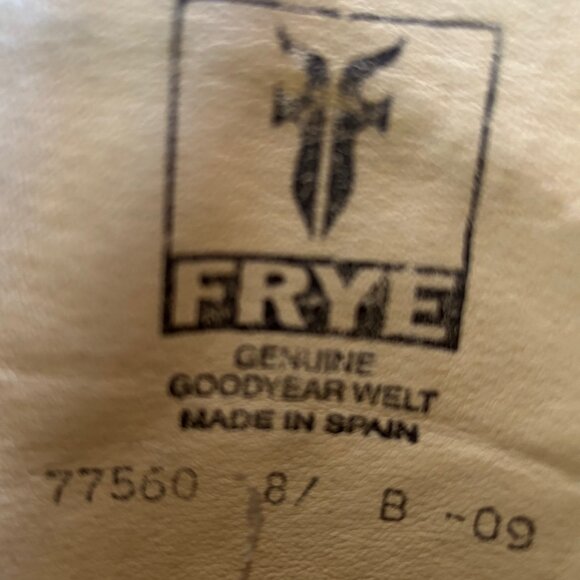 FRYE
GENUINE
GOODYEAR WELT
MADE IN SPAIN
77560 8/ B -09